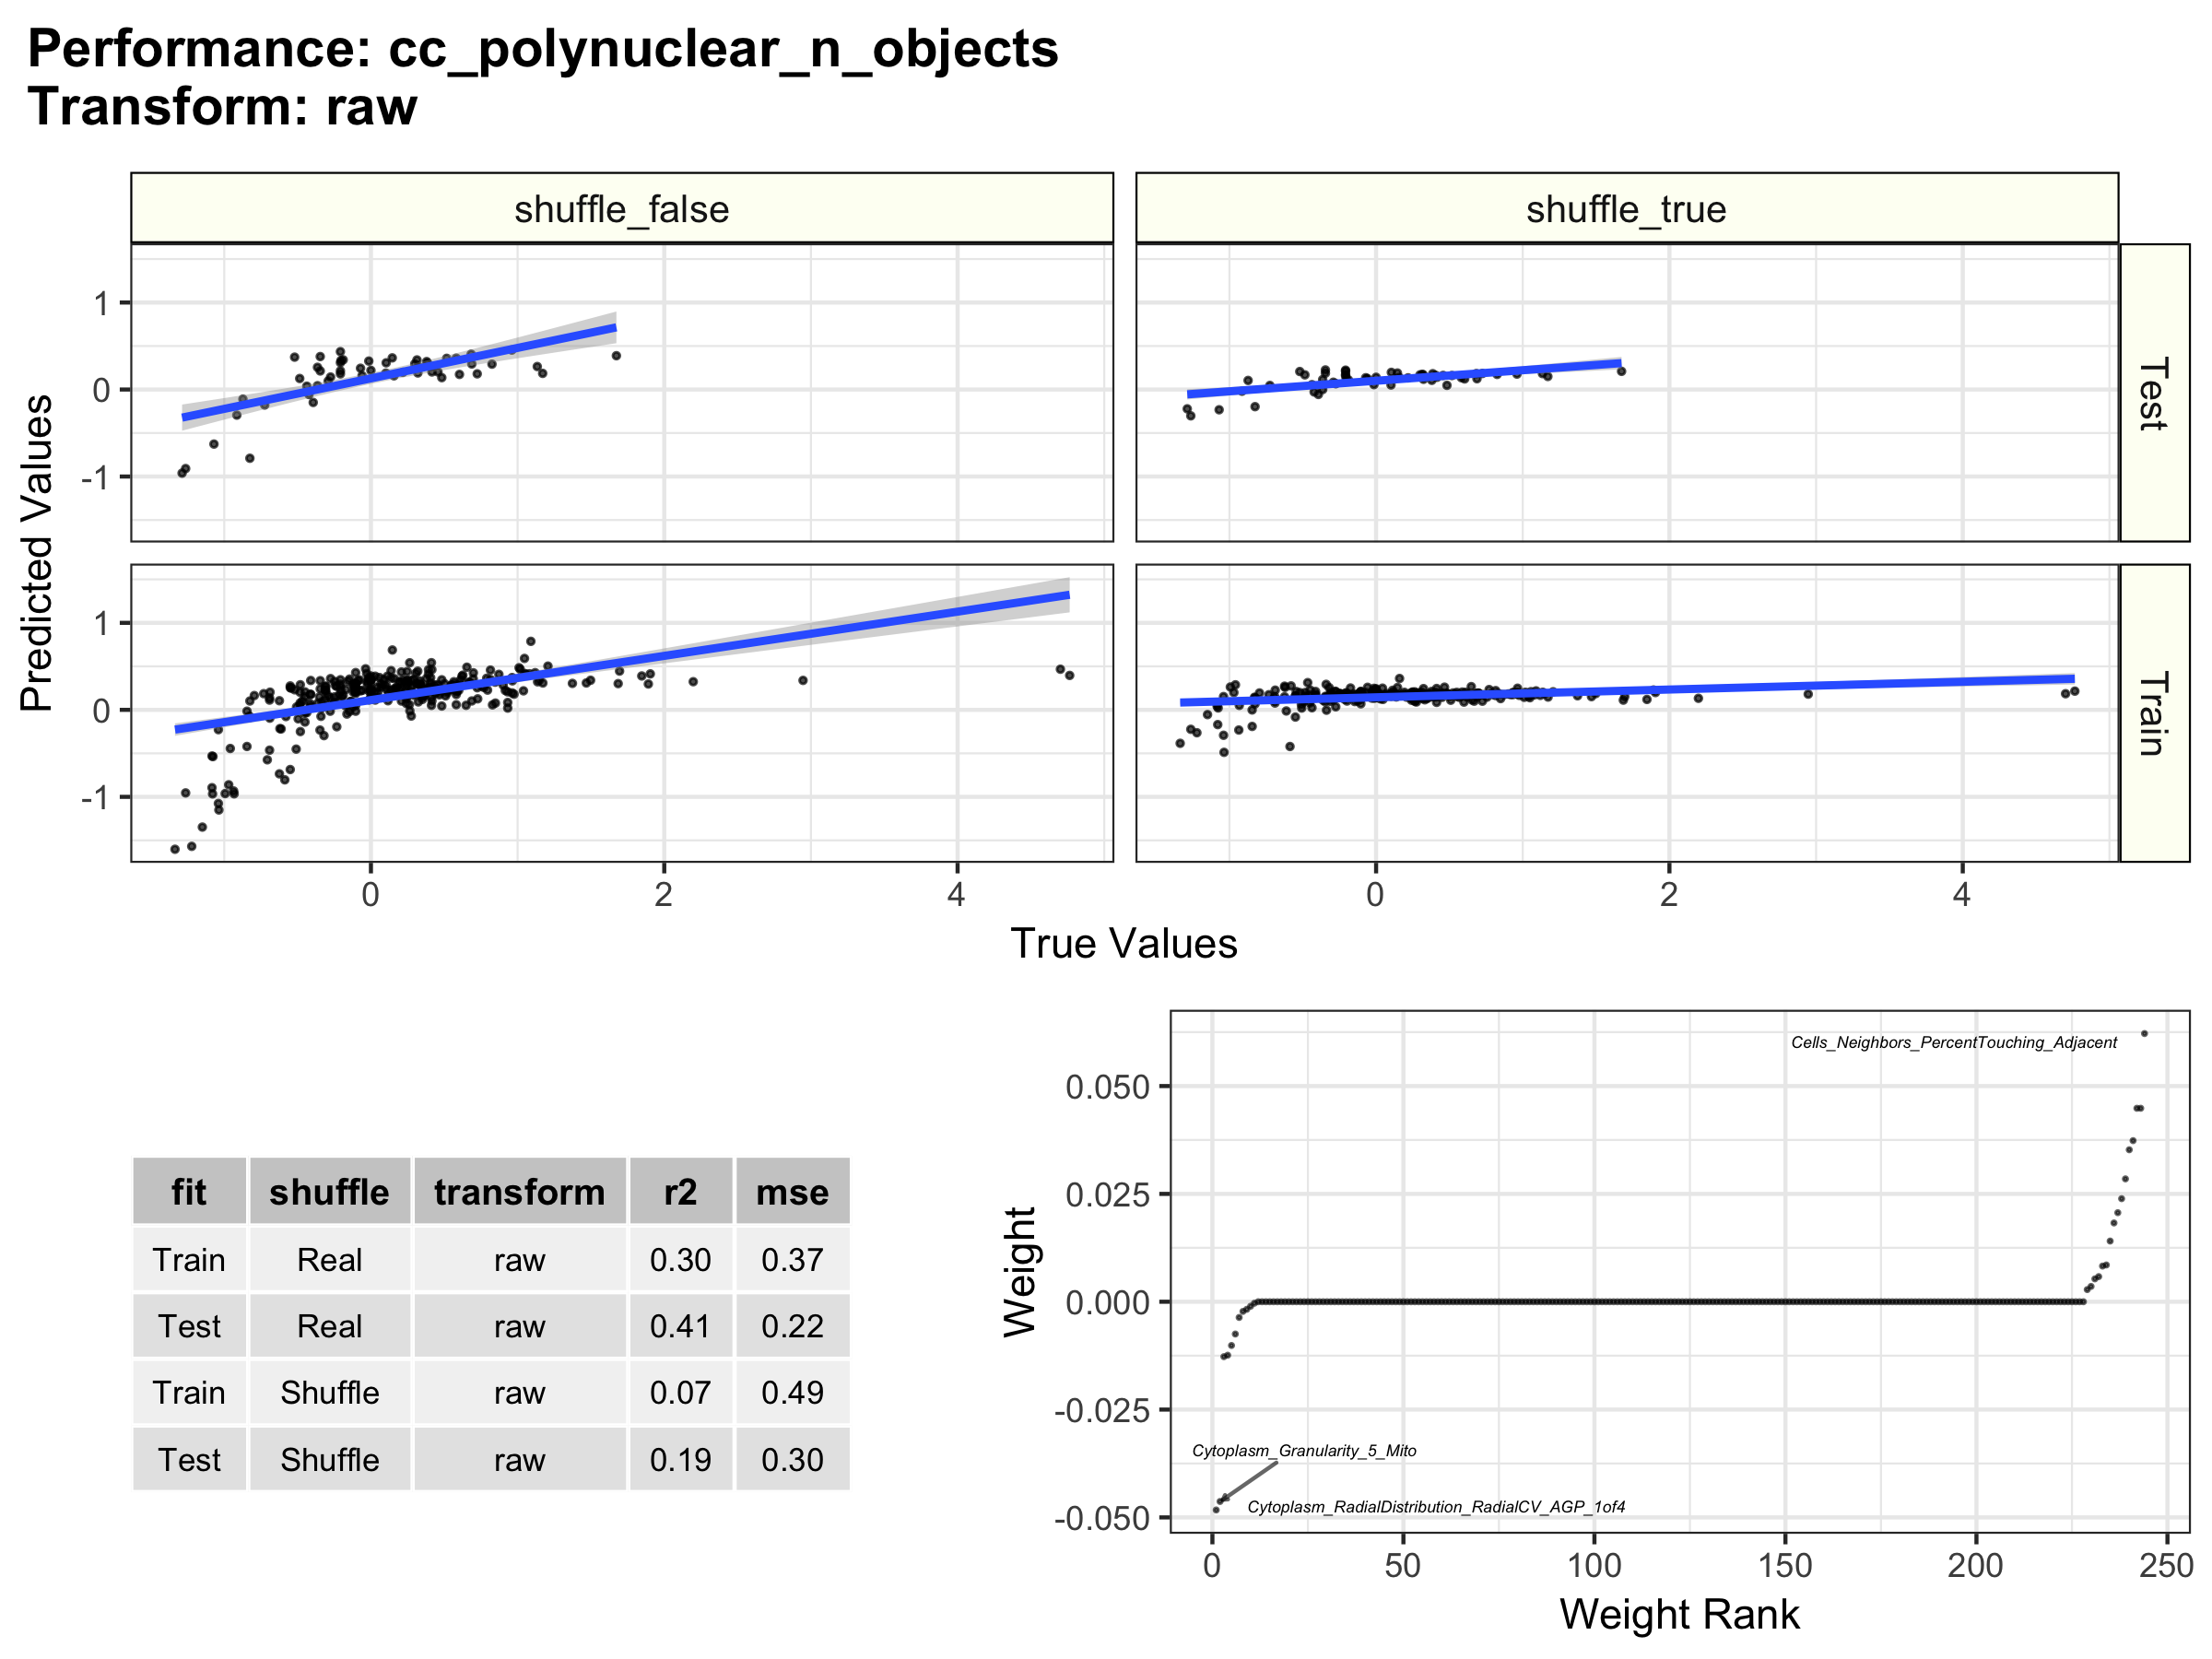 Performance: cc_polynuclear_n_objects
Transform: raw
shuffle_false
shuffle_true
Predicted Values
1
0
-1
Test
1
0
-1
Train
0
2
4
0
2
4
True Values
fit shuffle transform r2 mse
Train Real raw 0.30 0.37
Test Real raw 0.41 0.22
Train Shuffle raw 0.07 0.49
Test Shuffle raw 0.19 0.30
Weight
0.050
0.025
0.000
-0.025
-0.050
Cells_Neighbors_PercentTouching_Adjacent
Cytoplasm_Granularity_5_Mito
Cytoplasm_RadialDistribution_RadialCV_AGP_1of4
0
50
100
150
200
250
Weight Rank